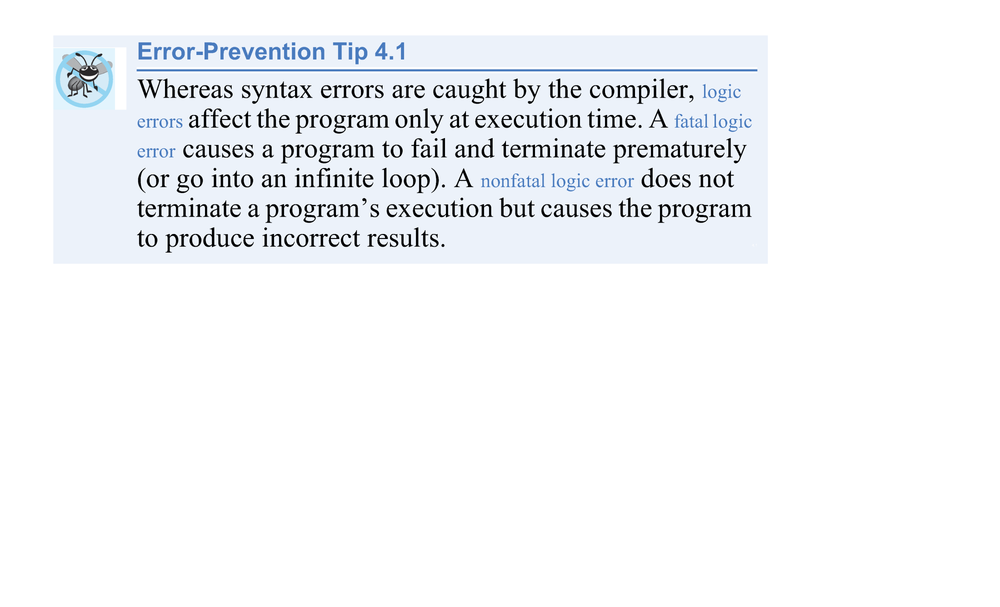 Error-Prevention Tip 4.1
Whereas syntax errors are caught by the compiler, logic
errors affect the program only at execution time. A fatal logic
error causes a program to fail and terminate prematurely
(or go into an infinite loop). A nonfatal logic error does not
terminate a program’s execution but causes the program
to produce incorrect results.
4.1